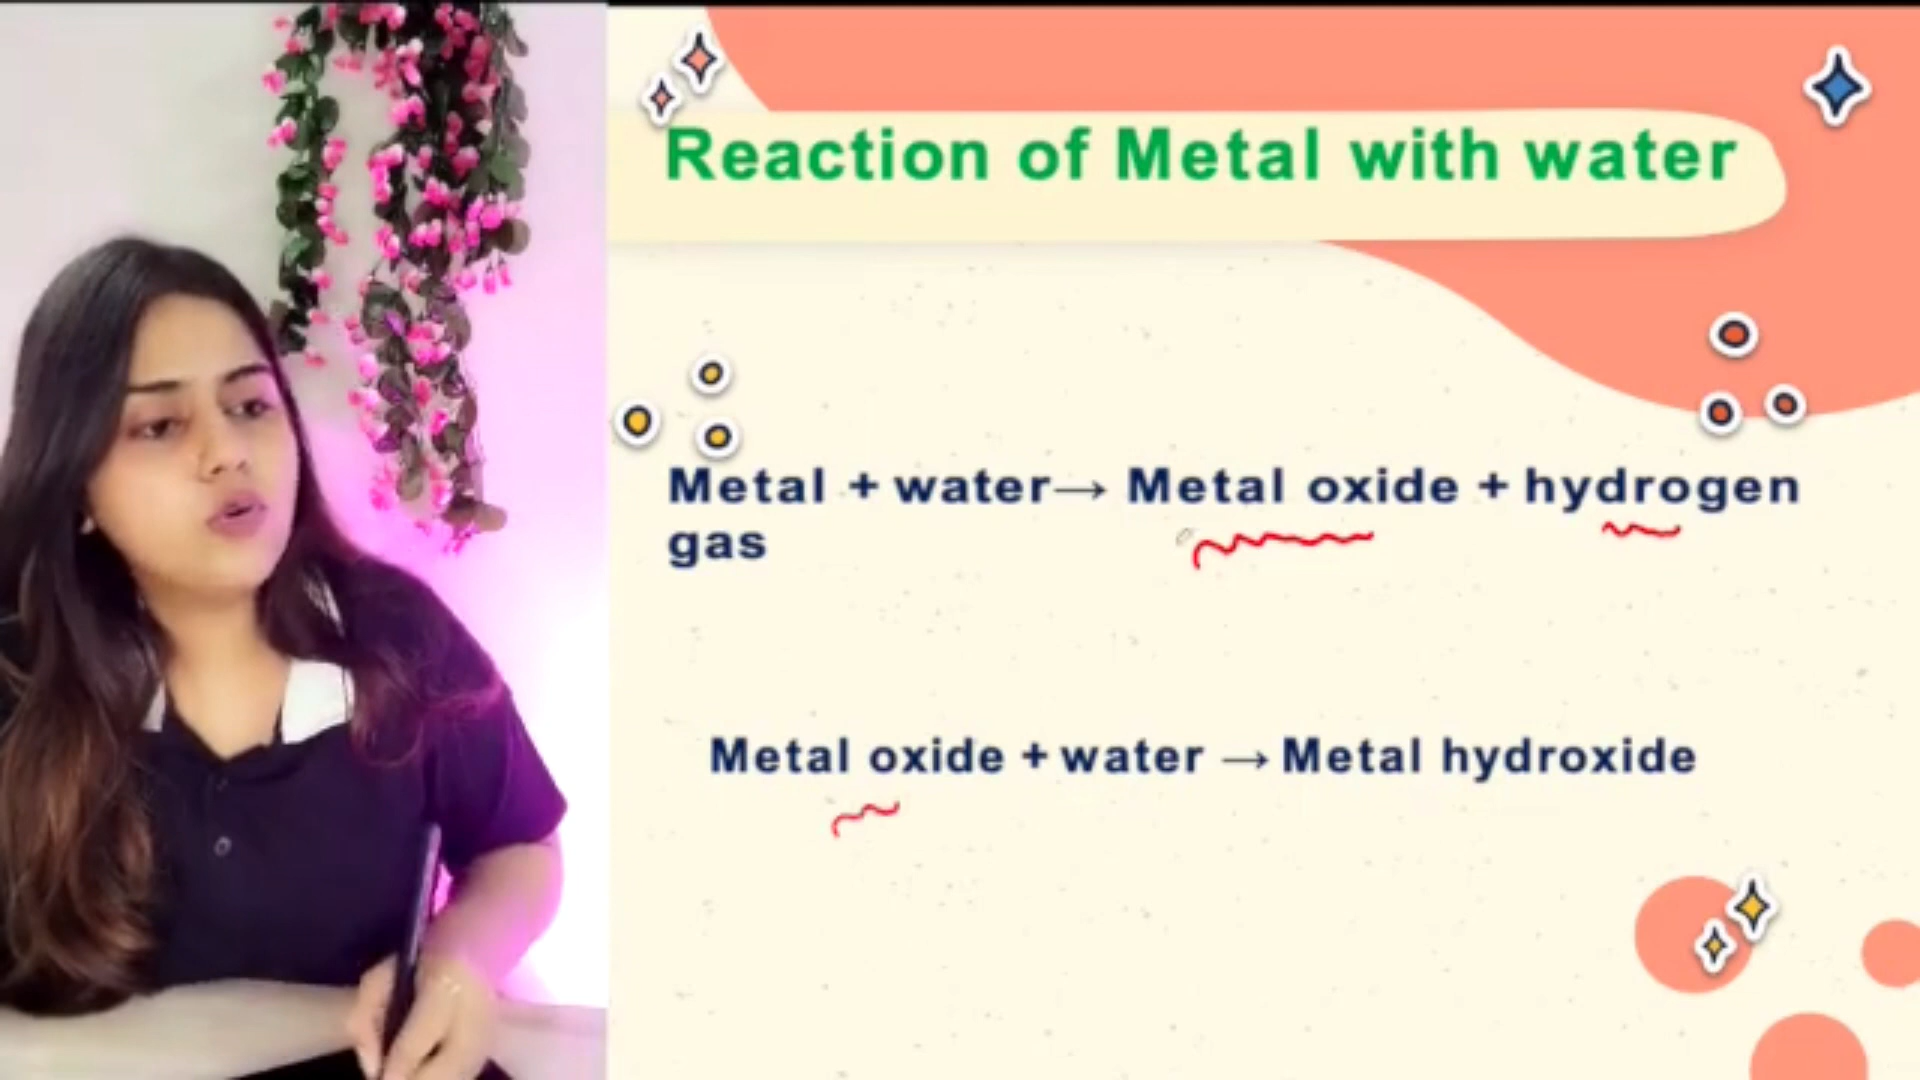 Reaction of Metal with water
Metal + water→ Metal oxide + hydrogen
gas
Metal oxide + water → Metal hydroxide